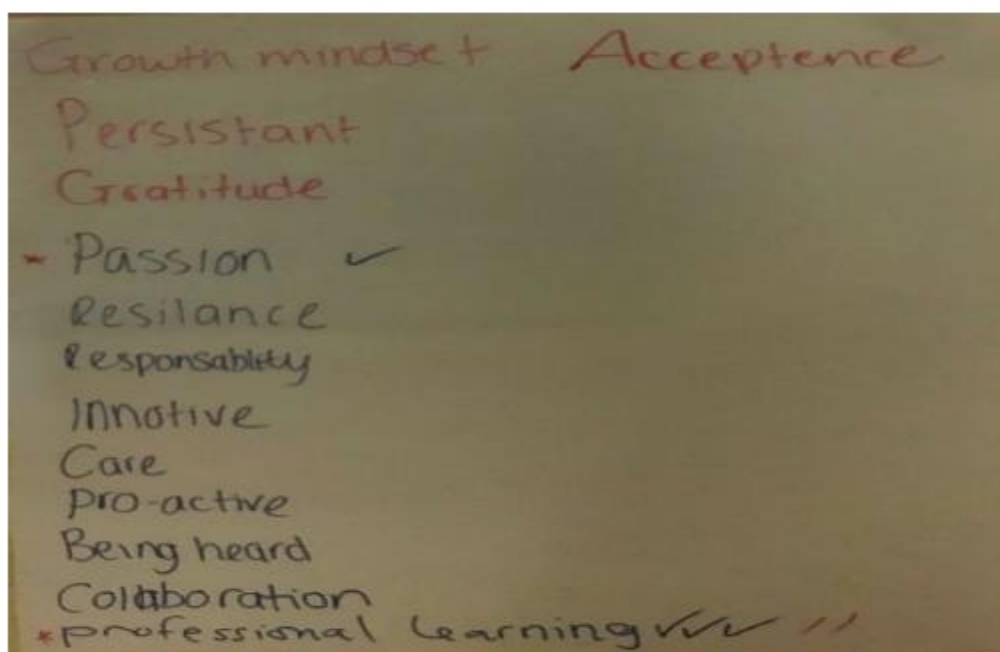 Growth mindset Acceptence
Persistant
Gratitude
* Passion ✓
Resilance
Responsablity
Innotive
Care
pro-active
Being heard
Collaboration
* professional Learning ✓✓✓ //